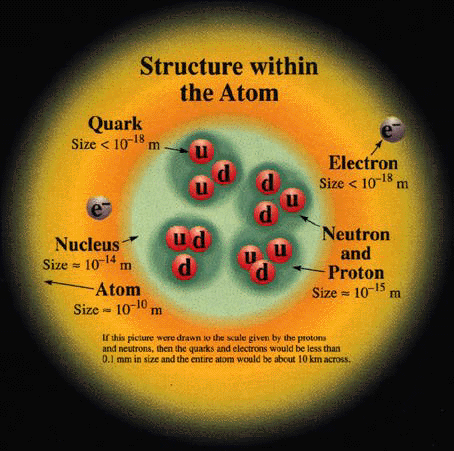 Structure within
the Atom
Quark
Size < 10⁻¹⁸ m
e⁻
Electron
Size < 10⁻¹⁸ m
u
d
u
d
u
d
e⁻
Nucleus
Size ≈ 10⁻¹⁴ m
u d
d
u u
d
Neutron
and
Proton
Size ≈ 10⁻¹⁵ m
Atom
Size ≈ 10⁻¹⁰ m
If this picture were drawn to the scale given by the protons
and neutrons, then the quarks and electrons would be less than
0.1 mm in size and the entire atom would be about 10 km across.